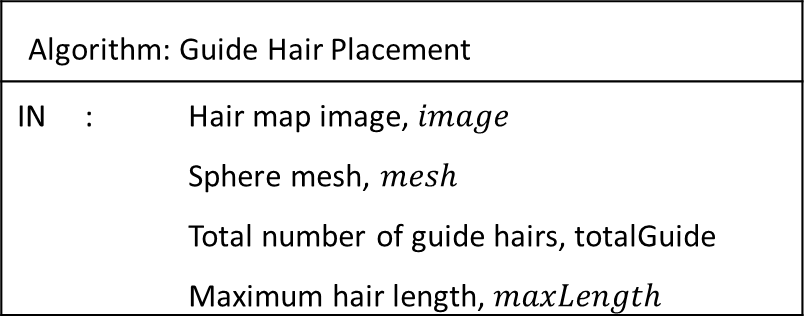 Algorithm: Guide Hair Placement
IN : Hair map image, image
Sphere mesh, mesh
Total number of guide hairs, totalGuide
Maximum hair length, maxLength